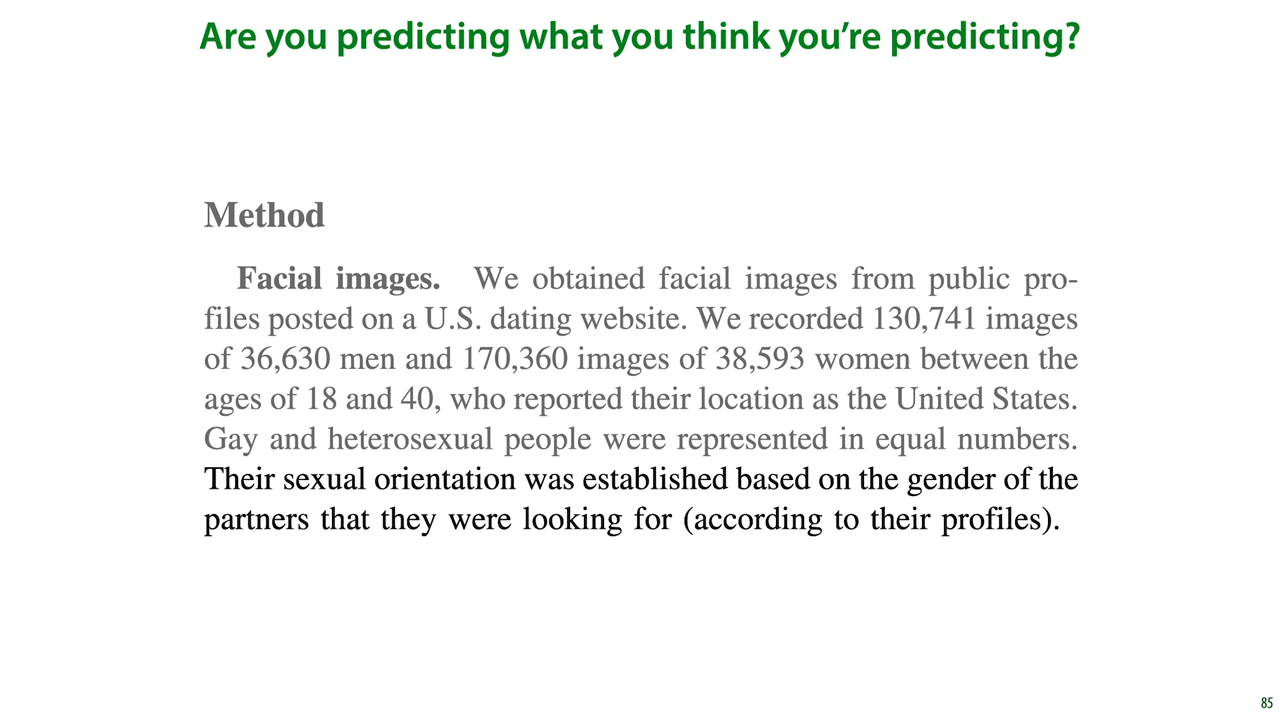 Are you predicting what you think you’re predicting?
Method
Facial images. We obtained facial images from public pro-
files posted on a U.S. dating website. We recorded 130,741 images
of 36,630 men and 170,360 images of 38,593 women between the
ages of 18 and 40, who reported their location as the United States.
Gay and heterosexual people were represented in equal numbers.
Their sexual orientation was established based on the gender of the
partners that they were looking for (according to their profiles).
85